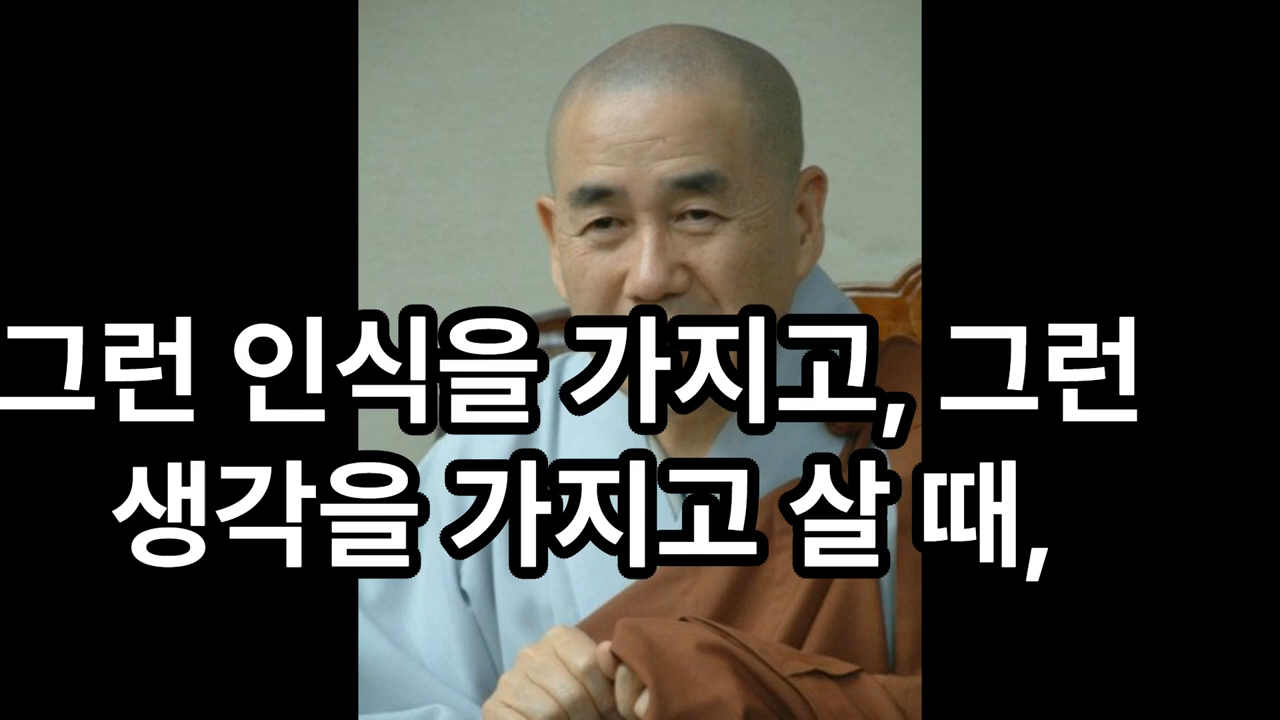 그런 인식을 가지고, 그런
생각을 가지고 살 때,